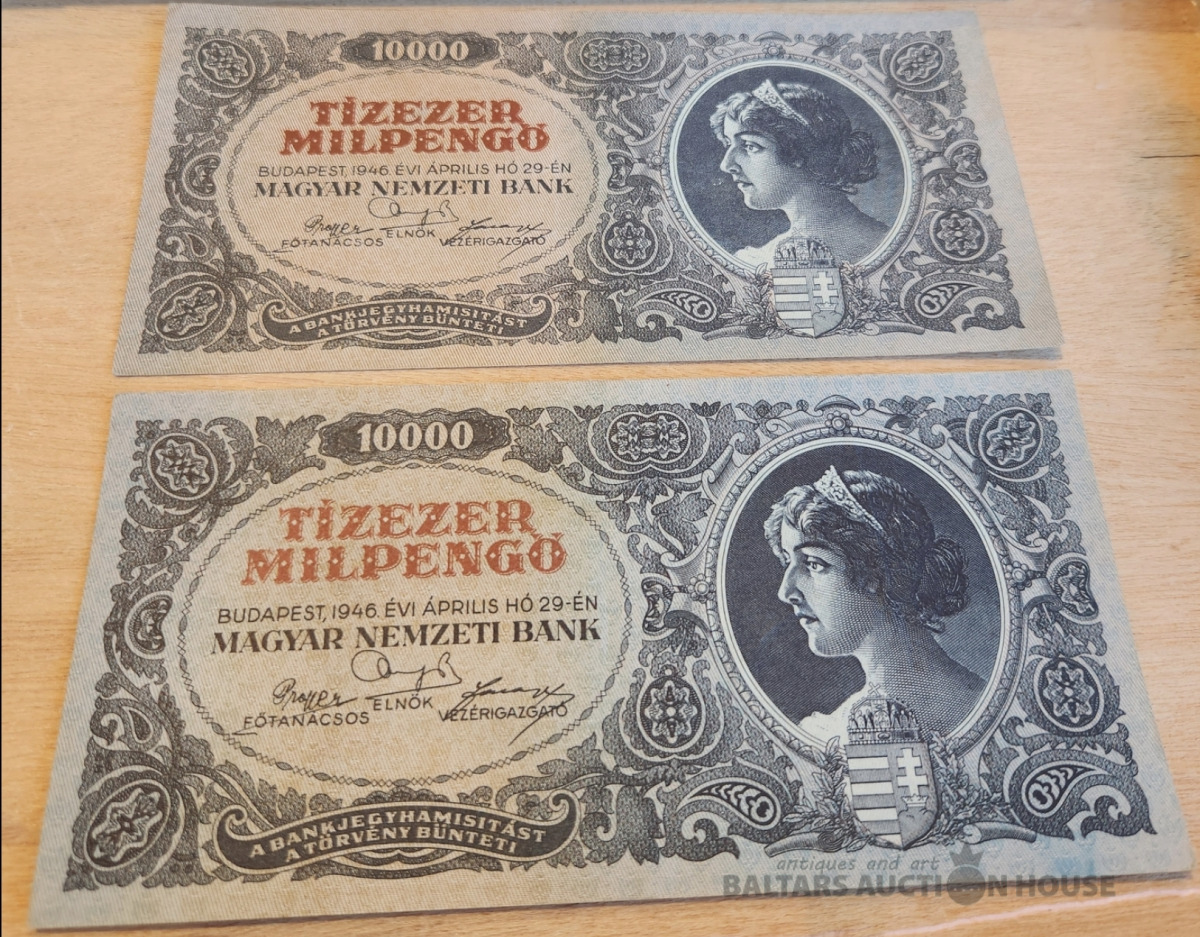 10000
TÍZEZER
MILPENGŐ
BUDAPEST, 1946. ÉVI ÁPRILIS HÓ 29-ÉN
MAGYAR NEMZETI BANK
FŐTANÁCSOS ELNÖK VEZÉRIGAZGATÓ
A BANKJEGYHAMISITÁST
A TÖRVÉNY BÜNTETI
10000
TÍZEZER
MILPENGŐ
BUDAPEST, 1946. ÉVI ÁPRILIS HÓ 29-ÉN
MAGYAR NEMZETI BANK
FŐTANÁCSOS ELNÖK VEZÉRIGAZGATÓ
A BANKJEGYHAMISITÁST
A TÖRVÉNY BÜNTETI
antiques and art
BALTARS AUCTION HOUSE